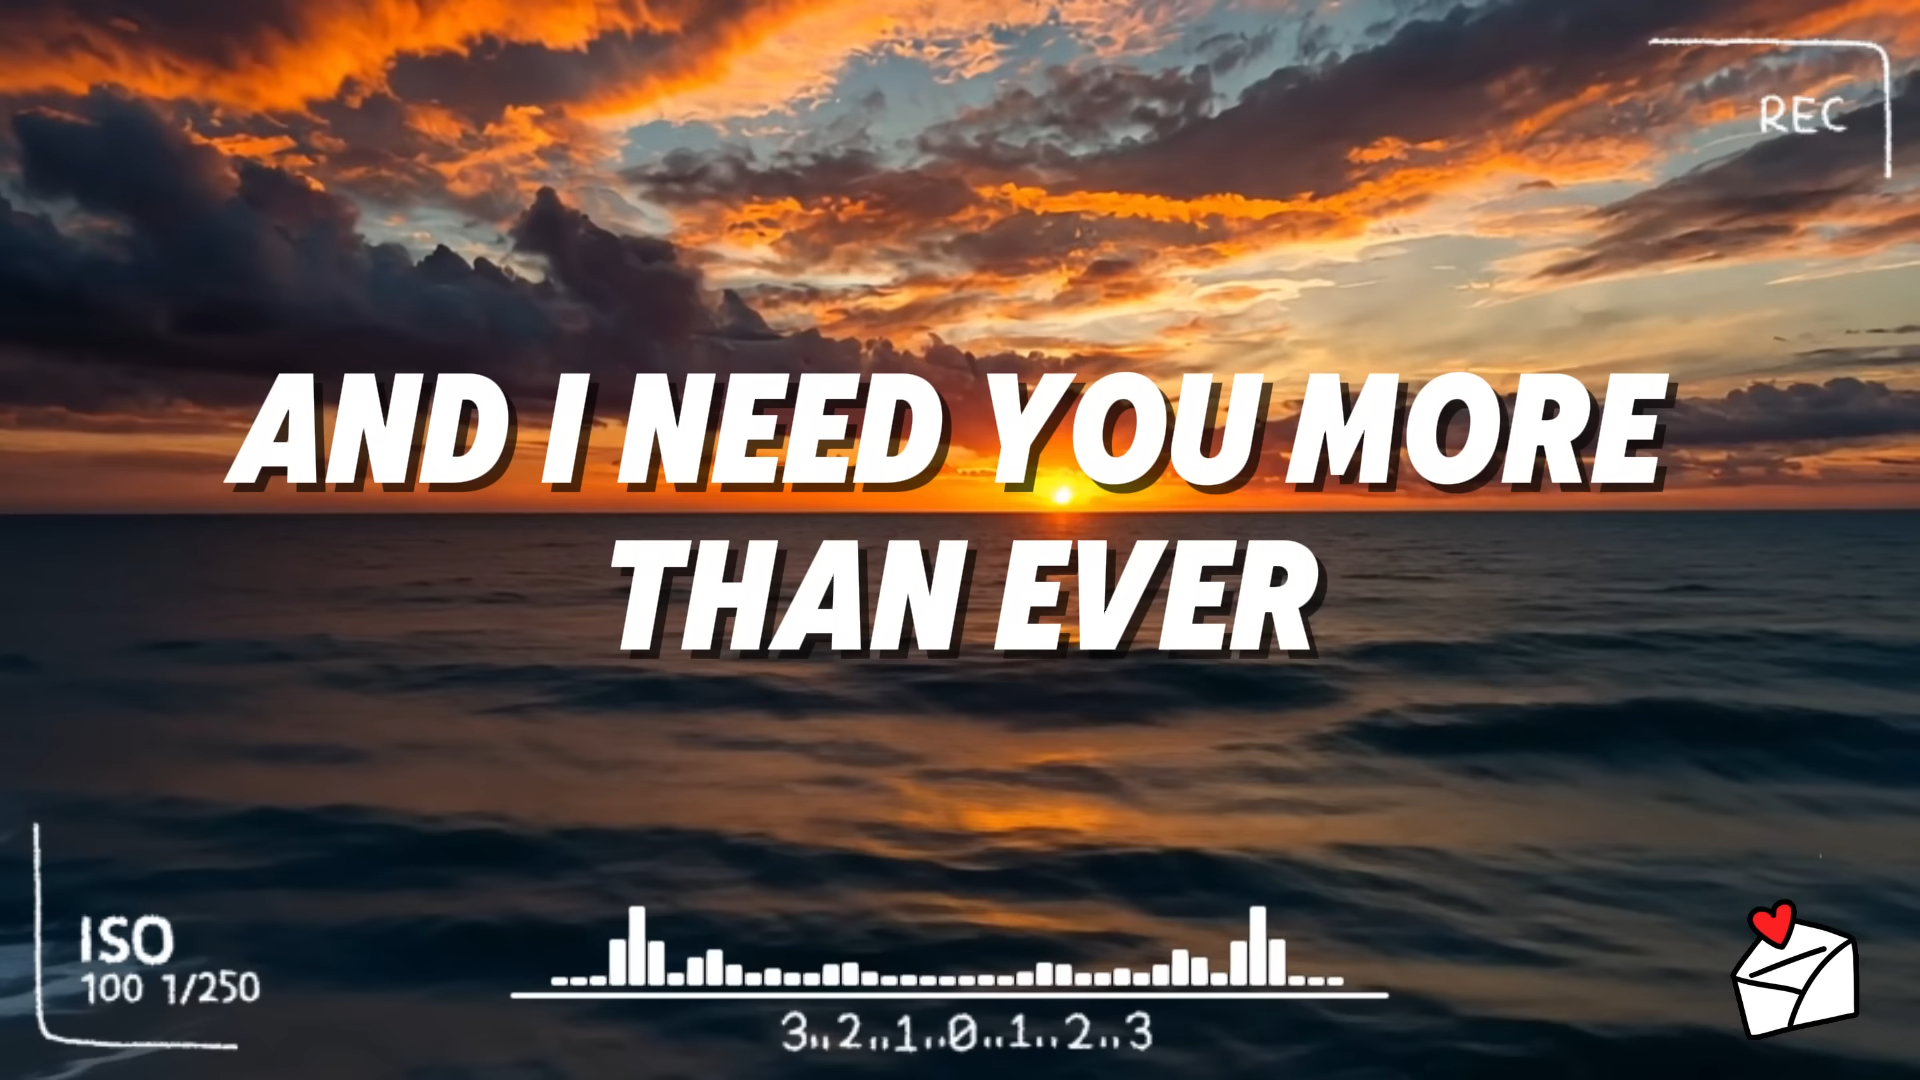 REC
AND I NEED YOU MORE
THAN EVER
ISO
100 1/250
3..2..1..0..1..2..3